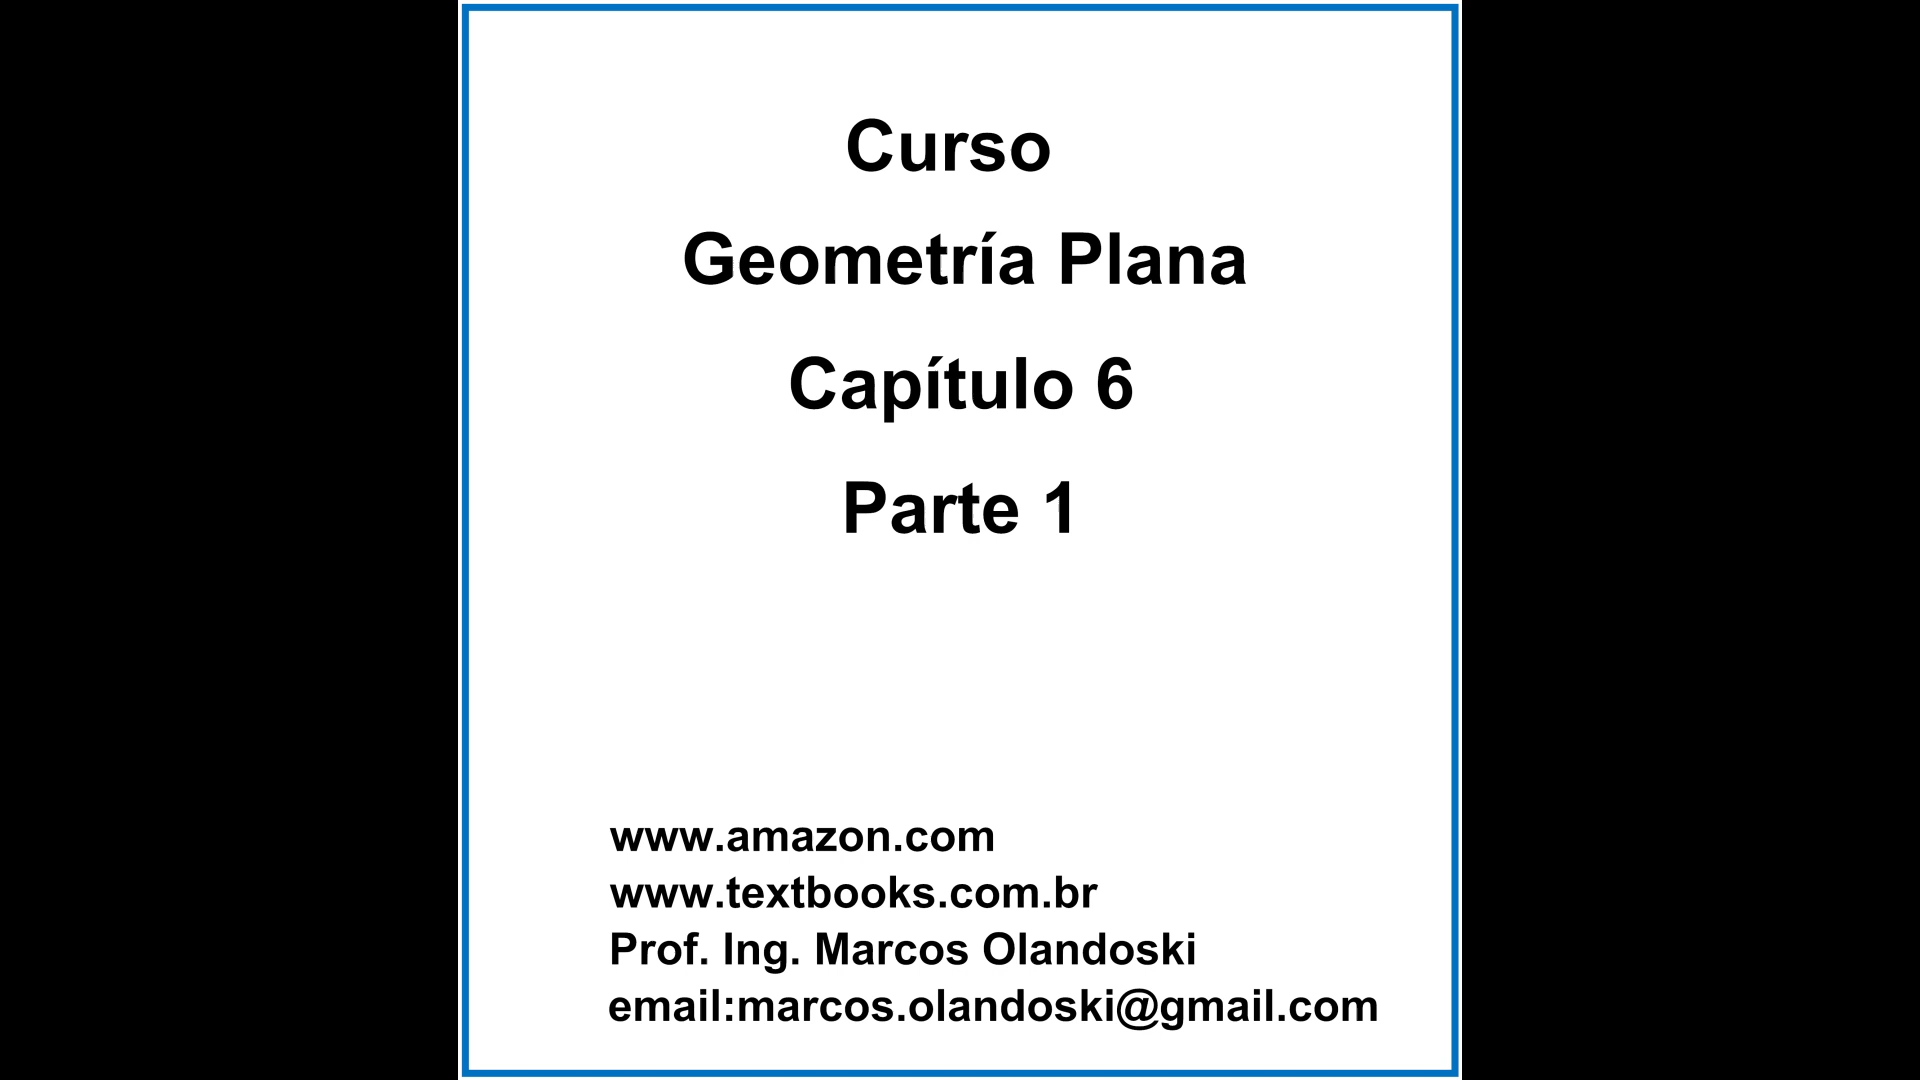 Curso
Geometría Plana
Capítulo 6
Parte 1
www.amazon.com
www.textbooks.com.br
Prof. Ing. Marcos Olandoski
email:marcos.olandoski@gmail.com